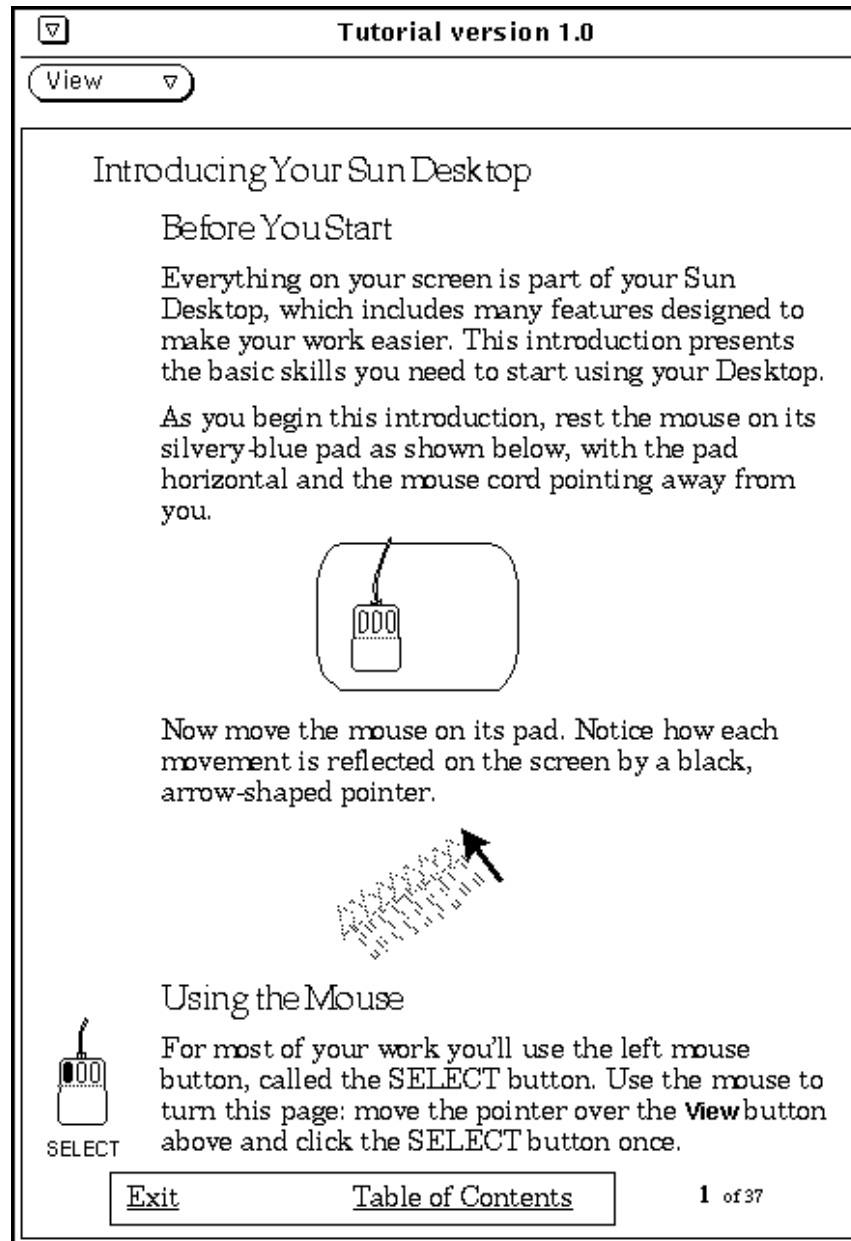 Tutorial version 1.0
View
Introducing Your Sun Desktop
Before You Start
Everything on your screen is part of your Sun
Desktop, which includes many features designed to
make your work easier. This introduction presents
the basic skills you need to start using your Desktop.
As you begin this introduction, rest the mouse on its
silvery-blue pad as shown below, with the pad
horizontal and the mouse cord pointing away from
you.
Now move the mouse on its pad. Notice how each
movement is reflected on the screen by a black,
arrow-shaped pointer.
Using the Mouse
For most of your work you'll use the left mouse
button, called the SELECT button. Use the mouse to
turn this page: move the pointer over the View button
above and click the SELECT button once.
SELECT
Exit Table of Contents 1 of 37